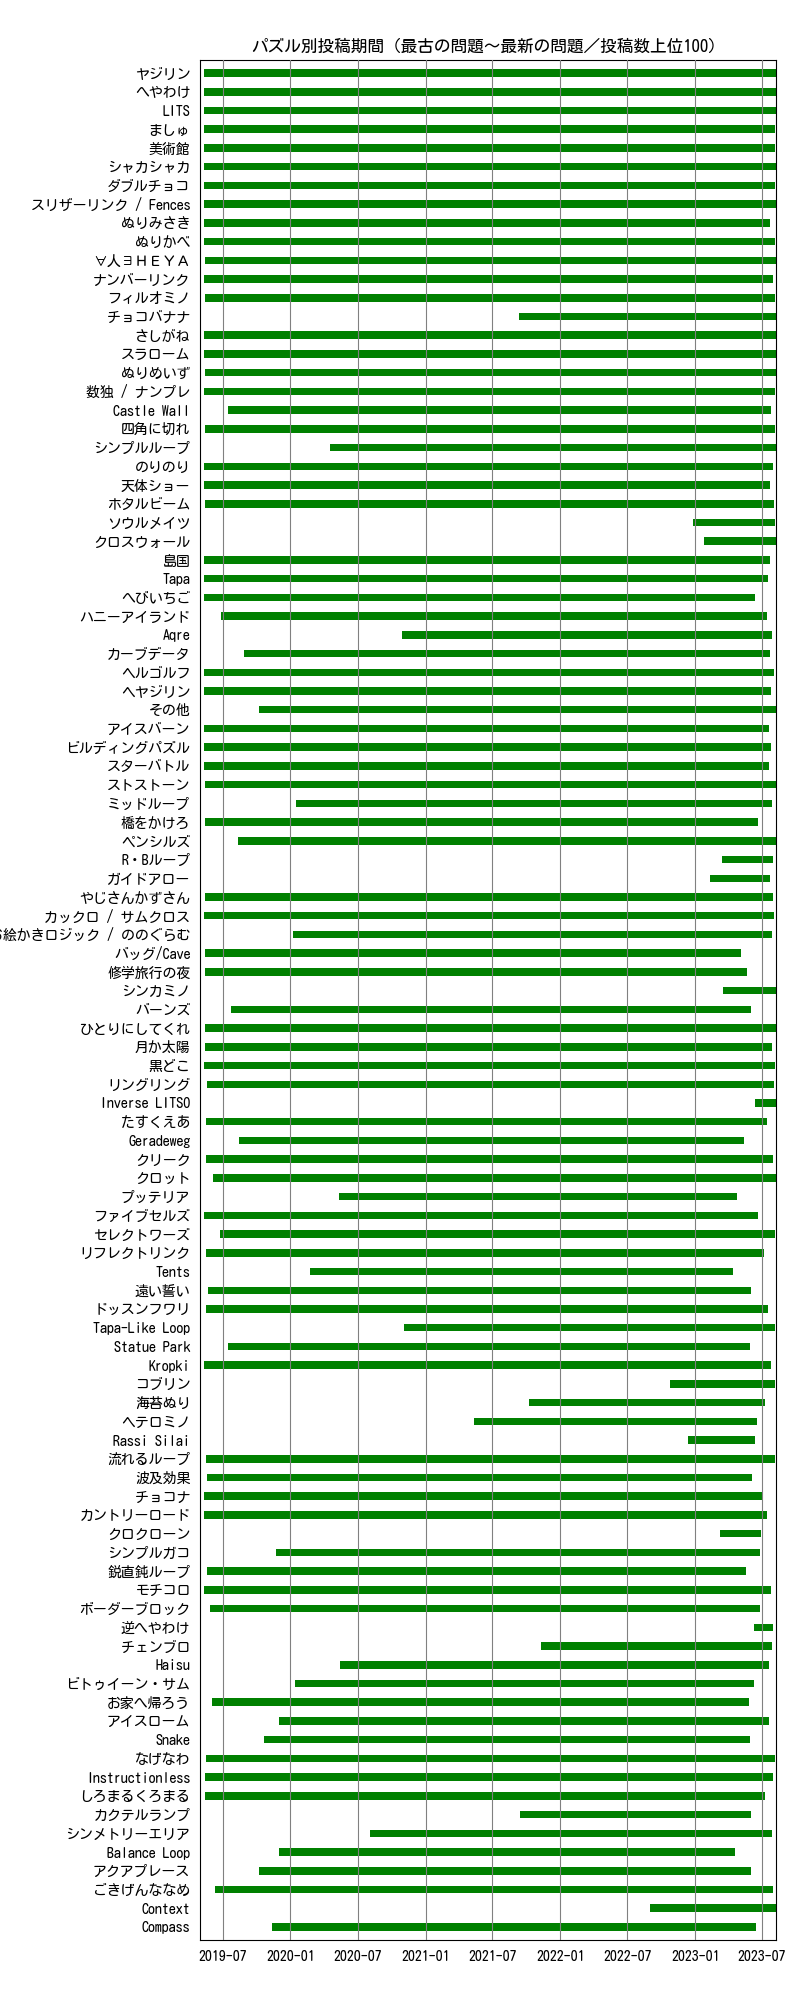 パズル別投稿期間（最古の問題～最新の問題／投稿数上位100）
ヤジリン
へやわけ
LITS
ましゅ
美術館
シャカシャカ
ダブルチョコ
スリザーリンク / Fences
ぬりみさき
ぬりかべ
∀人∃ＨＥＹＡ
ナンバーリンク
フィルオミノ
チョコバナナ
さしがね
スラローム
ぬりめいず
数独 / ナンプレ
Castle Wall
四角に切れ
シンプルループ
のりのり
天体ショー
ホタルビーム
ソウルメイツ
クロスウォール
島国
Tapa
へびいちご
ハニーアイランド
Aqre
カーブデータ
ヘルゴルフ
ヘヤジリン
その他
アイスバーン
ビルディングパズル
スターバトル
ストストーン
ミッドループ
橋をかけろ
ペンシルズ
R・Bループ
ガイドアロー
やじさんかずさん
カックロ / サムクロス
絵かきロジック / ののぐらむ
バッグ/Cave
修学旅行の夜
シンカミノ
バーンズ
ひとりにしてくれ
月か太陽
黒どこ
リングリング
Inverse LITSO
たすくえあ
Geradeweg
クリーク
クロット
プッテリア
ファイブセルズ
セレクトワーズ
リフレクトリンク
Tents
遠い誓い
ドッスンフワリ
Tapa-Like Loop
Statue Park
Kropki
コブリン
海苔ぬり
ヘテロミノ
Rassi Silai
流れるループ
波及効果
チョコナ
カントリーロード
クロクローン
シンプルガコ
鋭直鈍ループ
モチコロ
ボーダーブロック
逆へやわけ
チェンブロ
Haisu
ビトゥイーン・サム
お家へ帰ろう
アイスローム
Snake
なげなわ
Instructionless
しろまるくろまる
カクテルランプ
シンメトリーエリア
Balance Loop
アクアプレース
ごきげんななめ
Context
Compass
2019-07 2020-01 2020-07 2021-01 2021-07 2022-01 2022-07 2023-01 2023-07